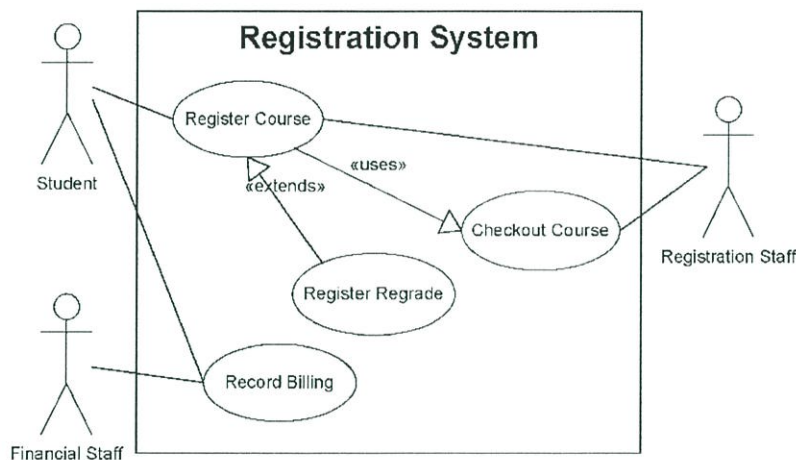 Registration System
Register Course
Student
«uses»
«extends»
Checkout Course
Registration Staff
Register Regrade
Record Billing
Financial Staff